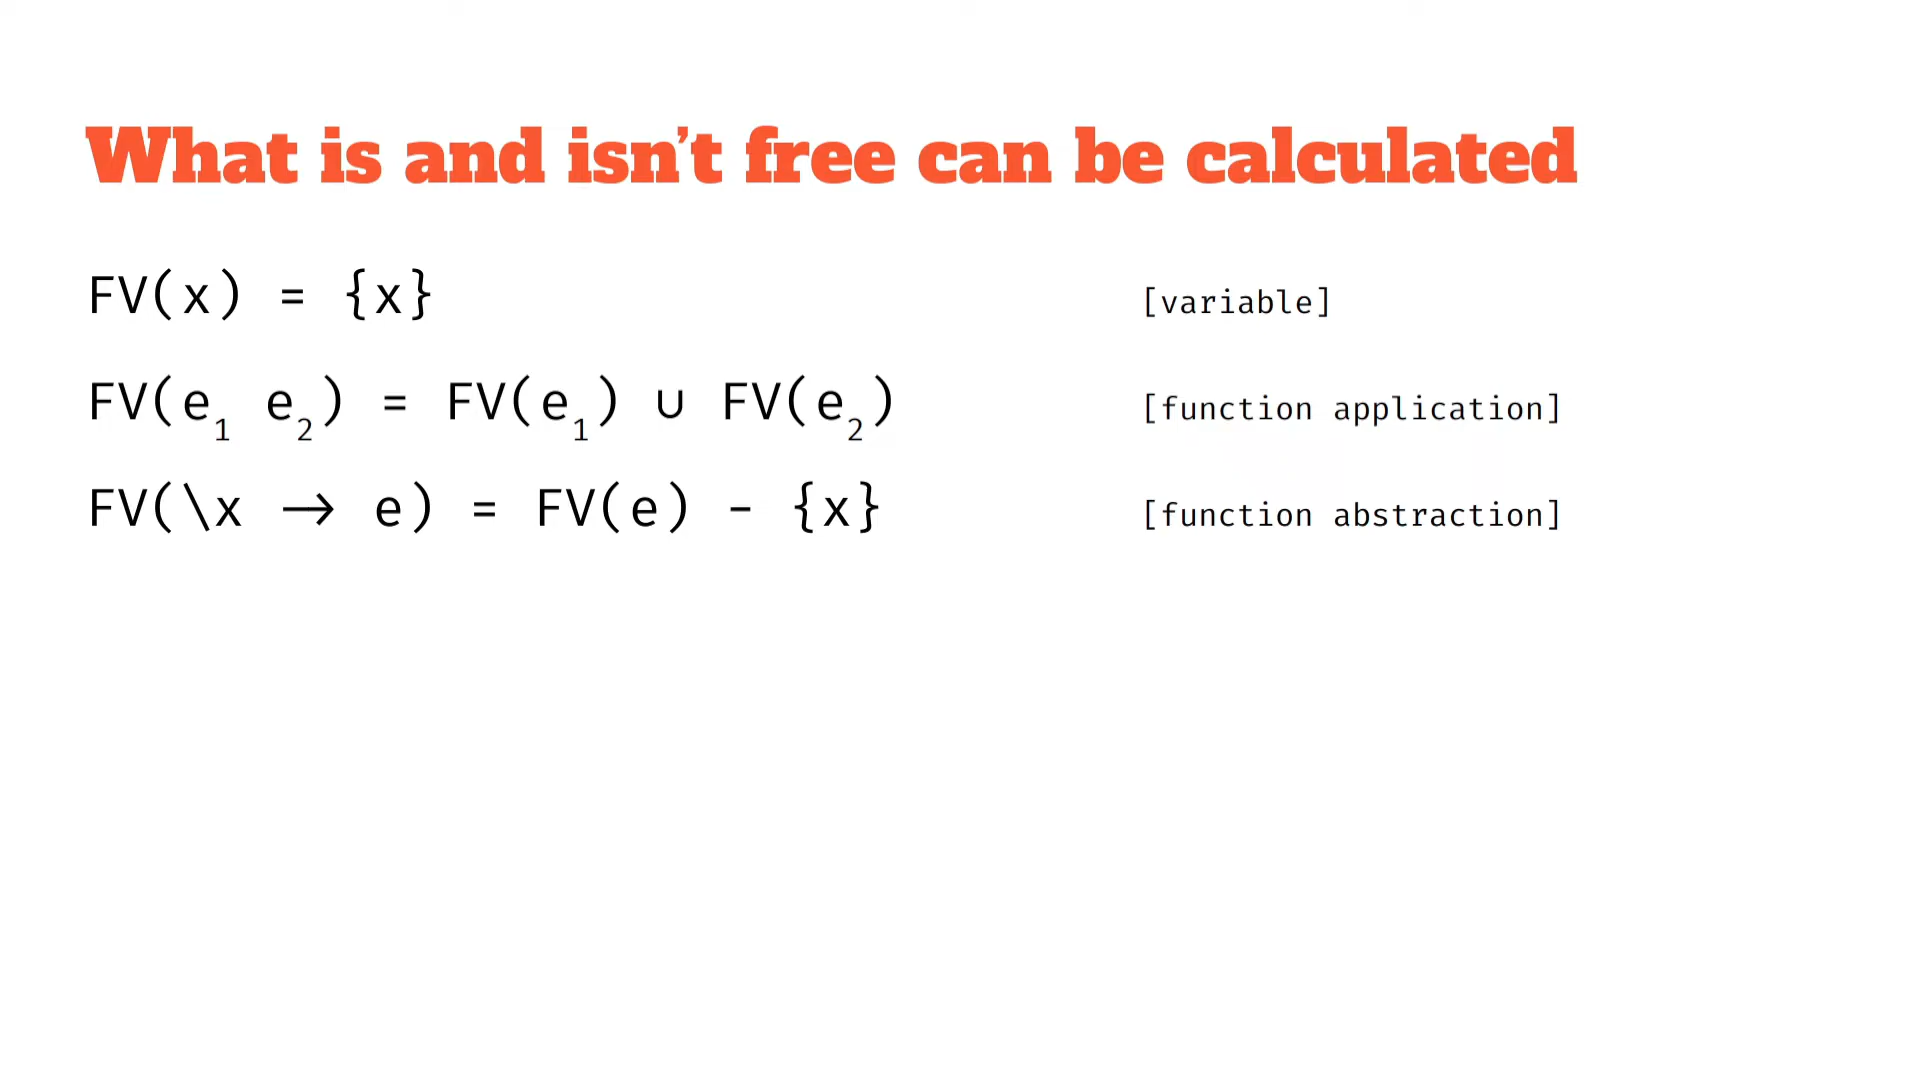 What is and isn’t free can be calculated
FV(x) = {x} [variable]
FV(e₁ e₂) = FV(e₁) ∪ FV(e₂) [function application]
FV(\x → e) = FV(e) - {x} [function abstraction]